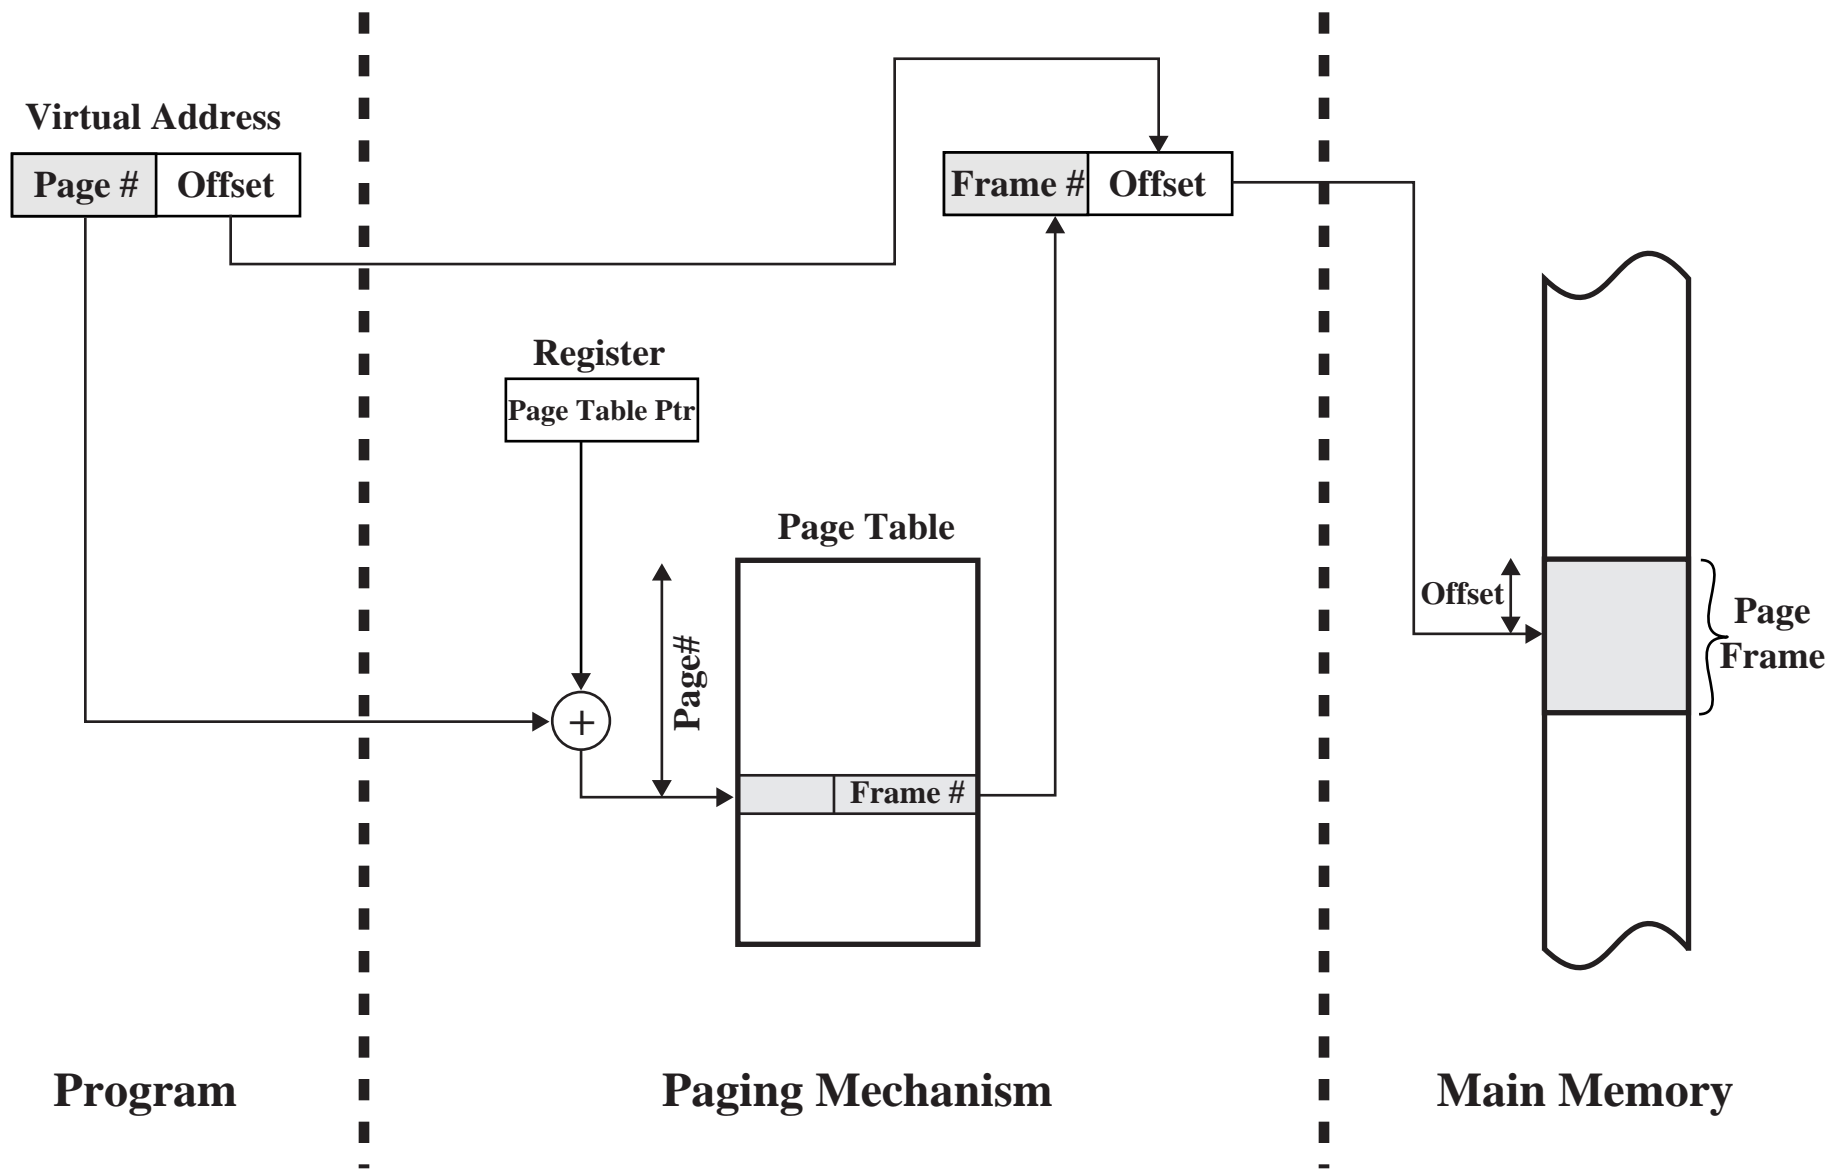 Virtual Address
Page # Offset
Frame # Offset
Register
Page Table Ptr
Page Table
Page#
Frame #
Offset
Page
Frame
+
Program
Paging Mechanism
Main Memory